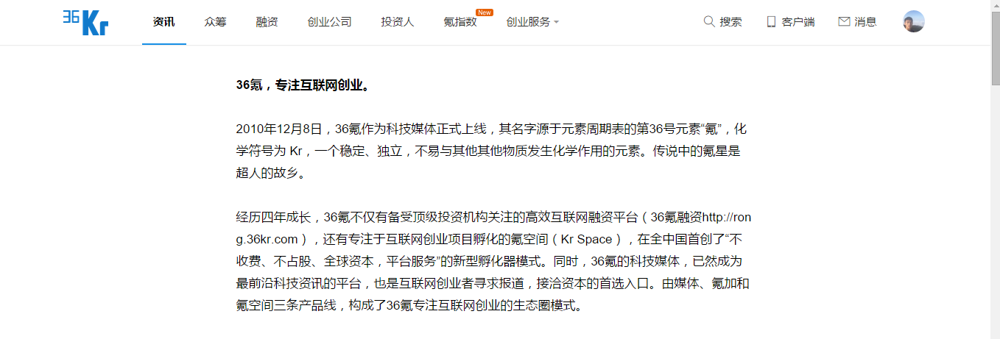 36Kr
资讯
众筹
融资
创业公司
投资人
氪指数
New
创业服务
搜索
客户端
消息
36氪，专注互联网创业。
2010年12月8日，36氪作为科技媒体正式上线，其名字源于元素周期表的第36号元素“氪”，化
学符号为 Kr，一个稳定、独立，不易与其他其他物质发生化学作用的元素。传说中的氪星是
超人的故乡。
经历四年成长，36氪不仅有备受顶级投资机构关注的高效互联网融资平台（36氪融资http://ron
g.36kr.com），还有专注于互联网创业项目孵化的氪空间（Kr Space），在全中国首创了“不
收费、不占股、全球资本，平台服务”的新型孵化器模式。同时，36氪的科技媒体，已然成为
最前沿科技资讯的平台，也是互联网创业者寻求报道，接洽资本的首选入口。由媒体、氪加和
氪空间三条产品线，构成了36氪专注互联网创业的生态圈模式。